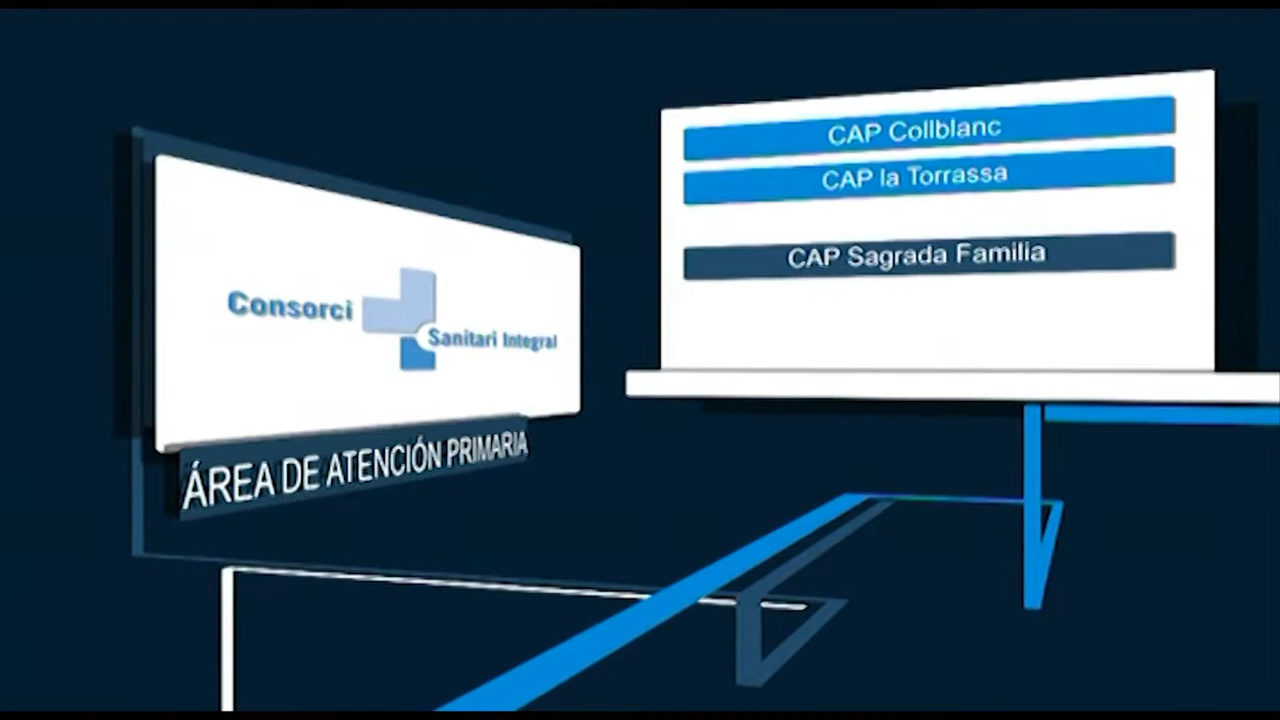 Consorci
Sanitari Integral
ÁREA DE ATENCIÓN PRIMARIA
CAP Collblanc
CAP la Torrassa
CAP Sagrada Familia